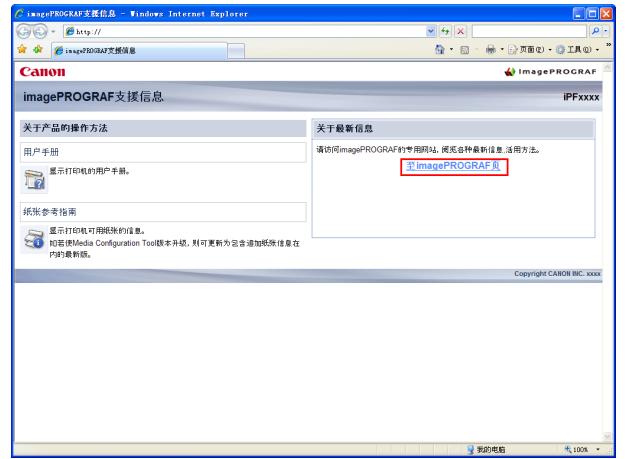 imagePROGRAF支援信息 - Windows Internet Explorer
http://
imagePROGRAF支援信息
页面(P)
工具(O)
Canon
imagePROGRAF
imagePROGRAF支援信息
iPFxxxx
关于产品的操作方法
关于最新信息
用户手册
显示打印机的用户手册。
请访问imagePROGRAF的专用网站, 阅览各种最新信息,活用方法。
至imagePROGRAF页
纸张参考指南
显示打印机可用纸张的信息。
如若使Media Configuration Tool版本升级, 则可更新为包含追加纸张信息在
内的最新版。
Copyright CANON INC. xxxx
我的电脑
100%